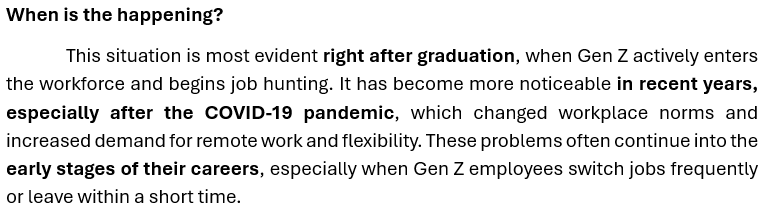 When is the happening?
This situation is most evident right after graduation, when Gen Z actively enters
the workforce and begins job hunting. It has become more noticeable in recent years,
especially after the COVID-19 pandemic, which changed workplace norms and
increased demand for remote work and flexibility. These problems often continue into the
early stages of their careers, especially when Gen Z employees switch jobs frequently
or leave within a short time.